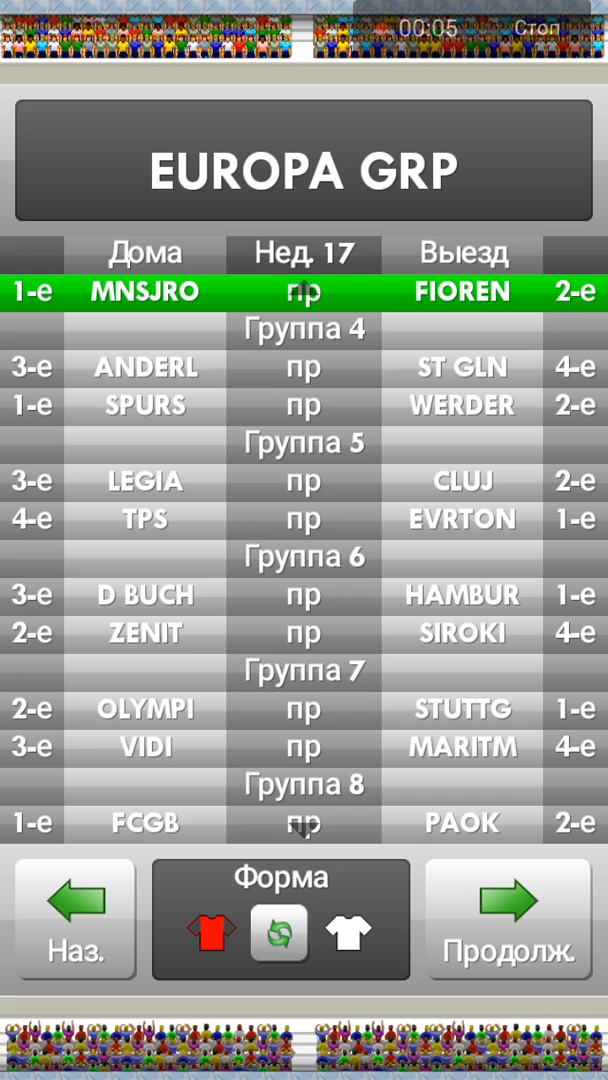 00:05 Стоп
EUROPA GRP
Дома Нед. 17 Выезд
1-е MNSJRO пр FIOREN 2-е
Группа 4
3-е ANDERL пр ST GLN 4-е
1-е SPURS пр WERDER 2-е
Группа 5
3-е LEGIA пр CLUJ 2-е
4-е TPS пр EVRTON 1-е
Группа 6
3-е D BUCH пр HAMBUR 1-е
2-е ZENIT пр SIROKI 4-е
Группа 7
2-е OLYMPI пр STUTTG 1-е
3-е VIDI пр MARITM 4-е
Группа 8
1-е FCGB пр PAOK 2-е
Форма
Наз. Продолж.